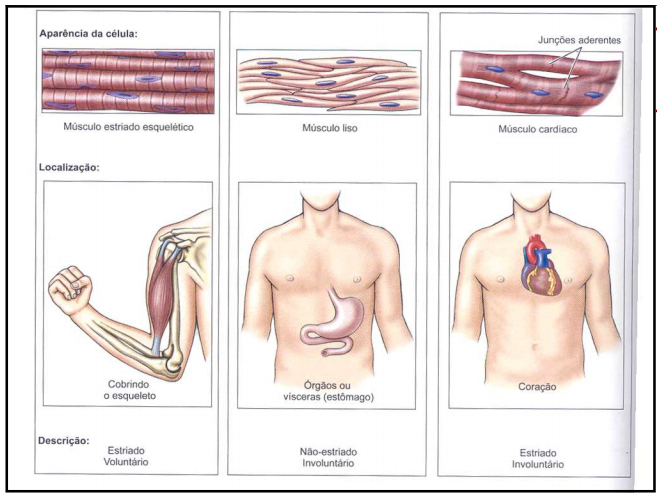 Aparência da célula:
Junções aderentes
Músculo estriado esquelético
Músculo liso
Músculo cardíaco
Localização:
Cobrindo
o esqueleto
Órgãos ou
vísceras (estômago)
Coração
Descrição:
Estriado
Voluntário
Não-estriado
Involuntário
Estriado
Involuntário